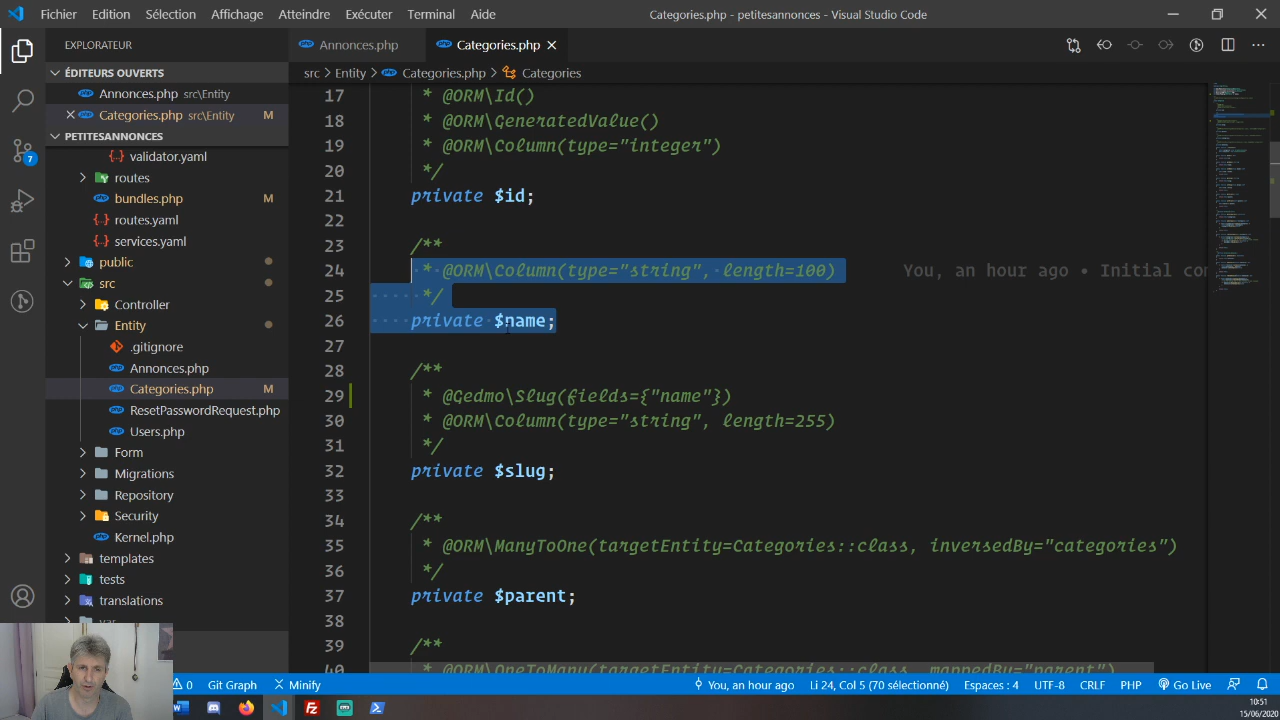 Fichier Edition Sélection Affichage Atteindre Exécuter Terminal Aide Categories.php - petitesannonces - Visual Studio Code
EXPLORATEUR
Annonces.php
Categories.php
ÉDITEURS OUVERTS
Annonces.php src\Entity
Categories.php src\Entity M
PETITESANNONCES
validator.yaml
routes
bundles.php M
routes.yaml
services.yaml
public
src
Controller
Entity
.gitignore
Annonces.php
Categories.php M
ResetPasswordRequest.php
Users.php
Form
Migrations
Repository
Security
Kernel.php
templates
tests
translations
var
7
src > Entity > Categories.php > Categories
17 * @ORM\Id()
18 * @ORM\GeneratedValue()
19 * @ORM\Column(type="integer")
20 */
21 private $id;
22
23 /**
24 * @ORM\Column(type="string", length=100) You, hour ago • Initial co
25 */
26 private $name;
27
28 /**
29 * @Gedmo\Slug(fields={"name"})
30 * @ORM\Column(type="string", length=255)
31 */
32 private $slug;
33
34 /**
35 * @ORM\ManyToOne(targetEntity=Categories::class, inversedBy="categories")
36 */
37 private $parent;
38
39 /**
40 * @ORM\OneToMany(targetEntity=Categories::class, mappedBy="parent")
0 Git Graph Minify You, an hour ago Li 24, Col 5 (70 sélectionné) Espaces : 4 UTF-8 CRLF PHP Go Live
10:51
15/06/2020